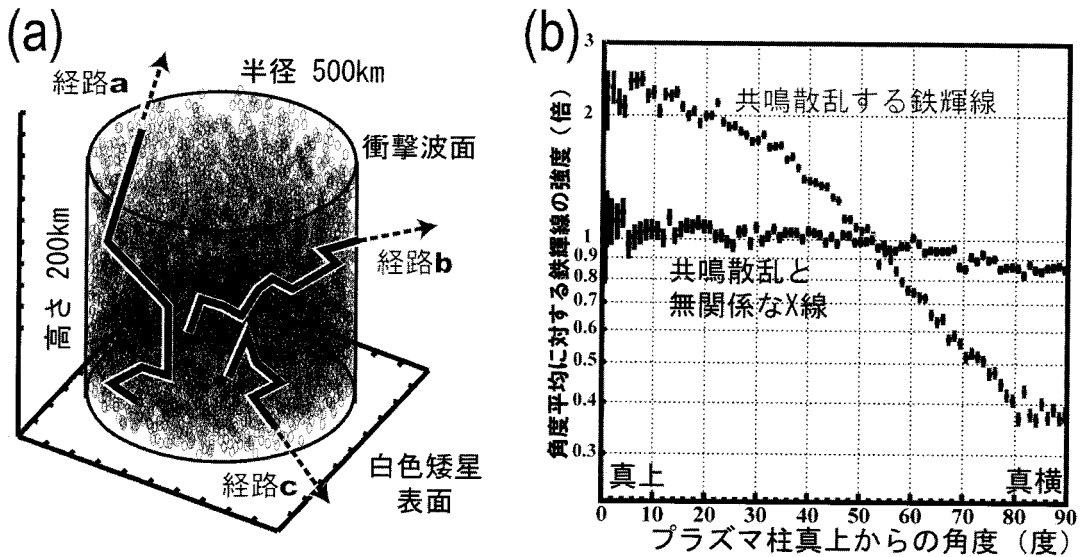 (a)
経路a
半径 500km
衝撃波面
高さ 200km
経路b
経路c
白色矮星
表面
(b)
角度平均に対する鉄輝線の強度（倍）
3
2
1
0.9
0.8
0.7
0.6
0.5
0.4
0.3
共鳴散乱する鉄輝線
共鳴散乱と
無関係なX線
真上
真横
0 10 20 30 40 50 60 70 80 90
プラズマ柱真上からの角度（度）